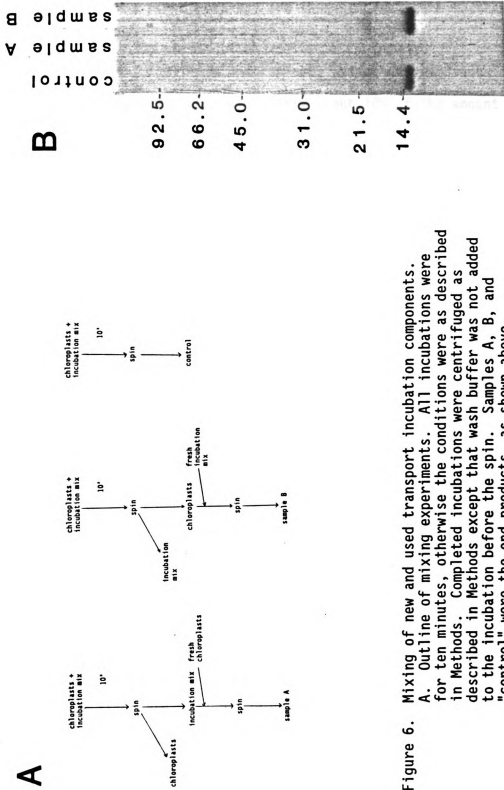 A
chloroplasts +
incubation mix
10'
spin
chloroplasts
incubation mix
fresh
chloroplasts
spin
sample A
chloroplasts +
incubation mix
10'
spin
incubation
mix
chloroplasts
fresh
incubation
mix
spin
sample B
chloroplasts +
incubation mix
10'
spin
control
B
control
sample A
sample B
92.5-
66.2-
45.0-
31.0-
21.5-
14.4-
Figure 6. Mixing of new and used transport incubation components.
A. Outline of mixing experiments. All incubations were
for ten minutes, otherwise the conditions were as described
in Methods. Completed incubations were centrifuged as
described in Methods except that wash buffer was not added
to the incubation before the spin. Samples A, B, and
"control" were the end products, as shown above.